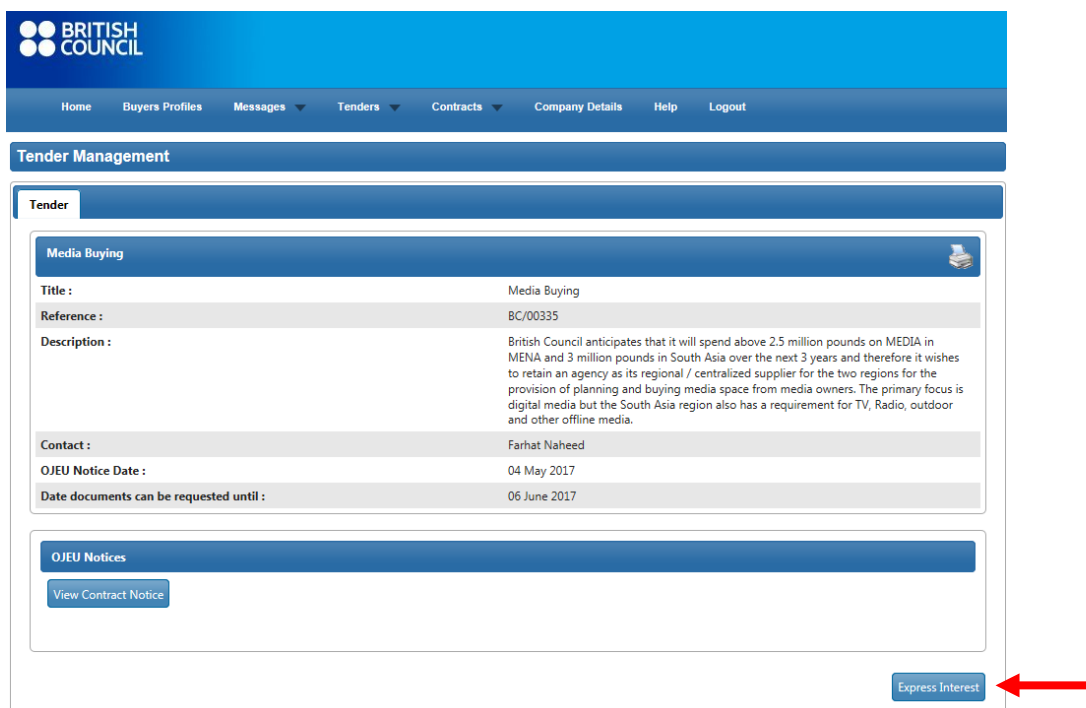 BRITISH
COUNCIL
Home Buyers Profiles Messages Tenders Contracts Company Details Help Logout
Tender Management
Tender
Media Buying
Title : Media Buying
Reference : BC/00335
Description : British Council anticipates that it will spend above 2.5 million pounds on MEDIA in
MENA and 3 million pounds in South Asia over the next 3 years and therefore it wishes
to retain an agency as its regional / centralized supplier for the two regions for the
provision of planning and buying media space from media owners. The primary focus is
digital media but the South Asia region also has a requirement for TV, Radio, outdoor
and other offline media.
Contact : Farhat Naheed
OJEU Notice Date : 04 May 2017
Date documents can be requested until : 06 June 2017
OJEU Notices
View Contract Notice
Express Interest